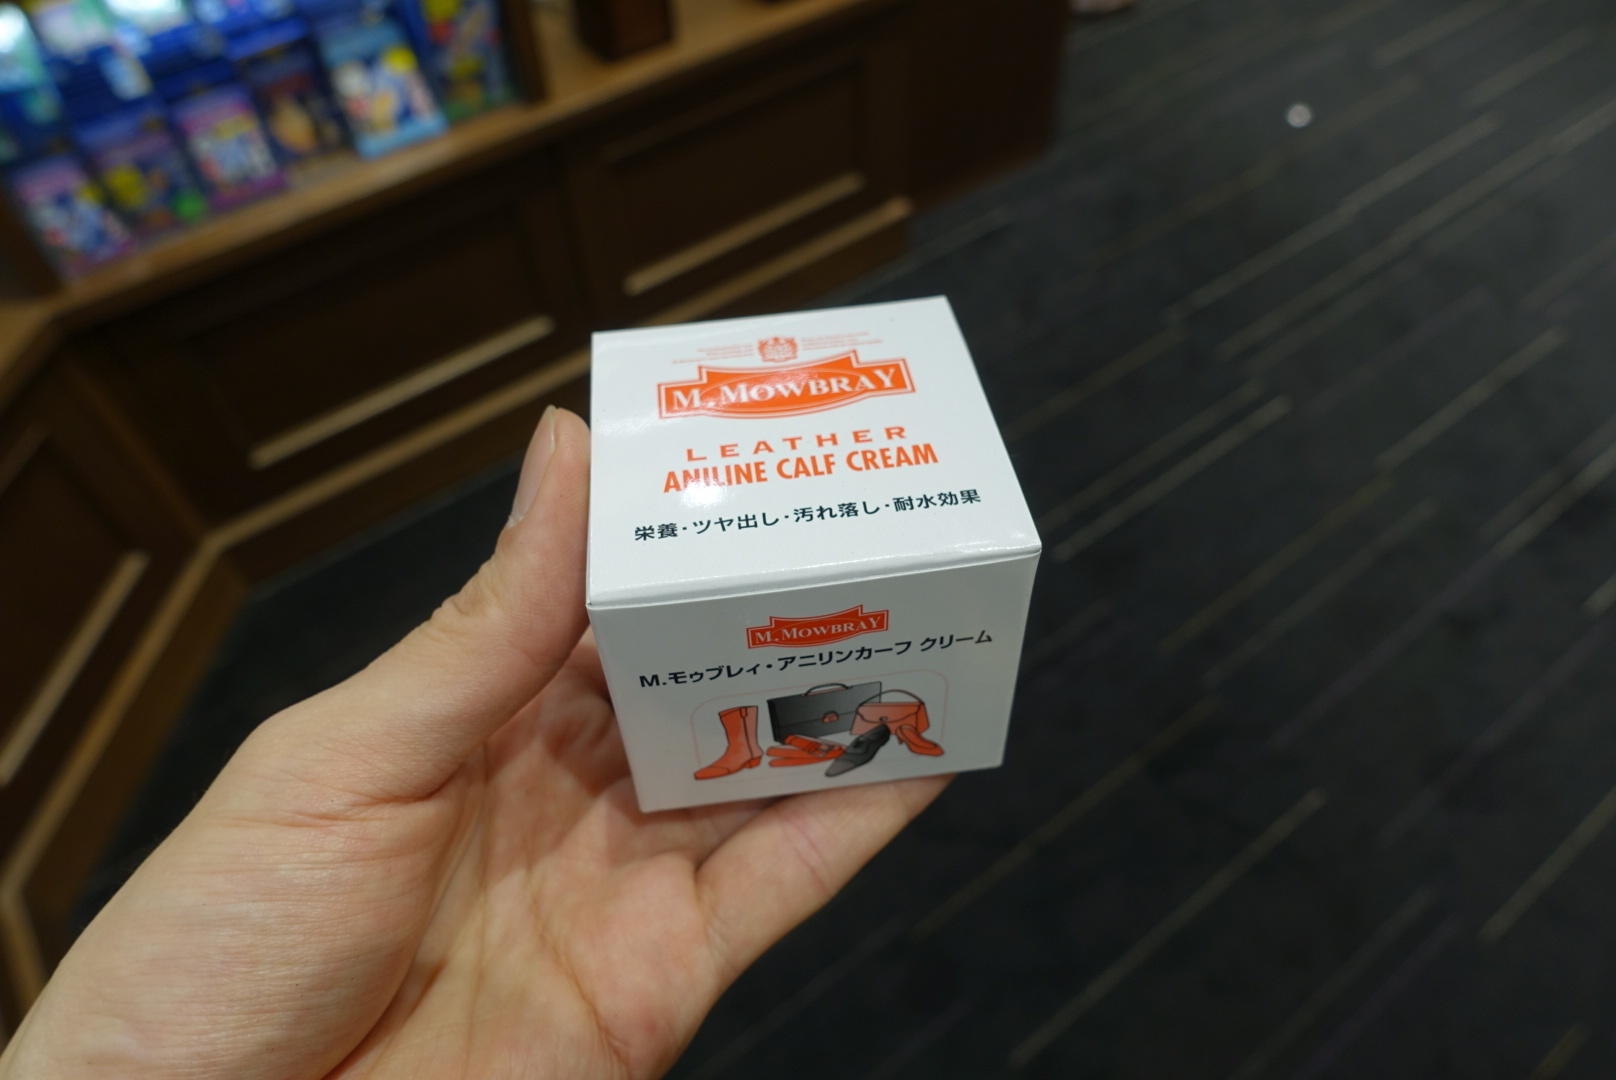 M.MOWBRAY
LEATHER
ANILINE CALF CREAM
栄養・ツヤ出し・汚れ落し・耐水効果
M.MOWBRAY
M.モゥブレィ・アニリンカーフ クリーム